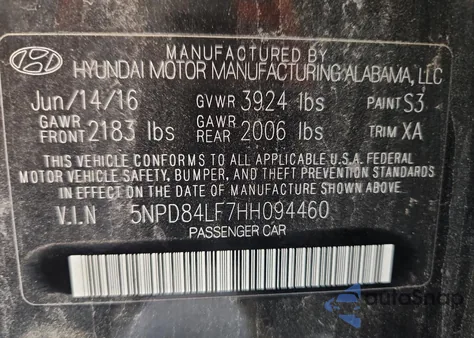 MANUFACTURED BY
HYUNDAI MOTOR MANUFACTURING ALABAMA, LLC
Jun/14/16 GVWR 3924 lbs PAINT S3
GAWR FRONT 2183 lbs GAWR REAR 2006 lbs TRIM XA
THIS VEHICLE CONFORMS TO ALL APPLICABLE U.S.A. FEDERAL
MOTOR VEHICLE SAFETY, BUMPER, AND THEFT PREVENTION STANDARDS
IN EFFECT ON THE DATE OF MANUFACTURE SHOWN ABOVE.
V.I.N 5NPD84LF7HH094460
PASSENGER CAR
autoSnap